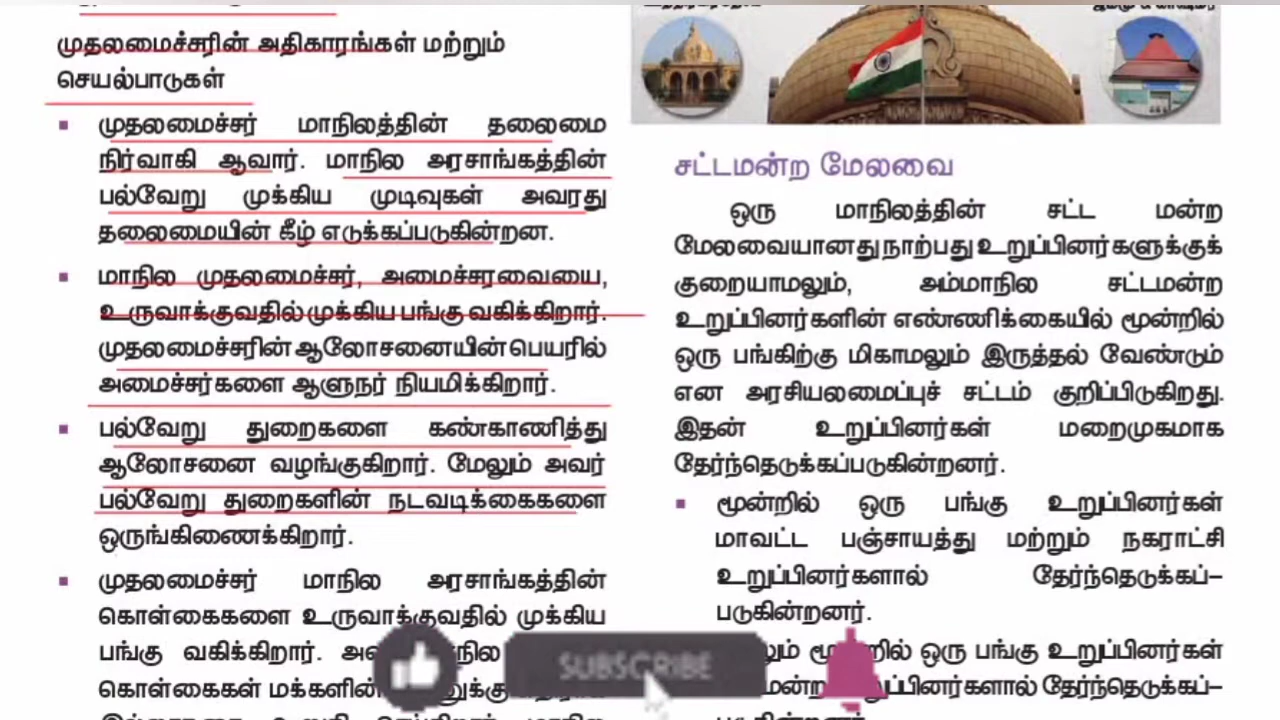 முதலமைச்சரின் அதிகாரங்கள் மற்றும்
செயல்பாடுகள்
▪ முதலமைச்சர் மாநிலத்தின் தலைமை
நிர்வாகி ஆவார். மாநில அரசாங்கத்தின்
பல்வேறு முக்கிய முடிவுகள் அவரது
தலைமையின் கீழ் எடுக்கப்படுகின்றன.
▪ மாநில முதலமைச்சர், அமைச்சரவையை,
உருவாக்குவதில் முக்கிய பங்கு வகிக்கிறார்.
முதலமைச்சரின் ஆலோசனையின் பெயரில்
அமைச்சர்களை ஆளுநர் நியமிக்கிறார்.
▪ பல்வேறு துறைகளை கண்காணித்து
ஆலோசனை வழங்குகிறார். மேலும் அவர்
பல்வேறு துறைகளின் நடவடிக்கைகளை
ஒருங்கிணைக்கிறார்.
▪ முதலமைச்சர் மாநில அரசாங்கத்தின்
கொள்கைகளை உருவாக்குவதில் முக்கிய
பங்கு வகிக்கிறார்.
கொள்கைகள் மக்களின்
சட்டமன்ற மேலவை
ஒரு மாநிலத்தின் சட்ட மன்ற
மேலவையானது நாற்பது உறுப்பினர்களுக்குக்
குறையாமலும், அம்மாநில சட்டமன்ற
உறுப்பினர்களின் எண்ணிக்கையில் மூன்றில்
ஒரு பங்கிற்கு மிகாமலும் இருத்தல் வேண்டும்
என அரசியலமைப்புச் சட்டம் குறிப்பிடுகிறது.
இதன் உறுப்பினர்கள் மறைமுகமாக
தேர்ந்தெடுக்கப்படுகின்றனர்.
▪ மூன்றில் ஒரு பங்கு உறுப்பினர்கள்
மாவட்ட பஞ்சாயத்து மற்றும் நகராட்சி
உறுப்பினர்களால் தேர்ந்தெடுக்கப்–
படுகின்றனர்.
ஒரு பங்கு உறுப்பினர்கள்
தேர்ந்தெடுக்கப்–
SUBSCRIBE